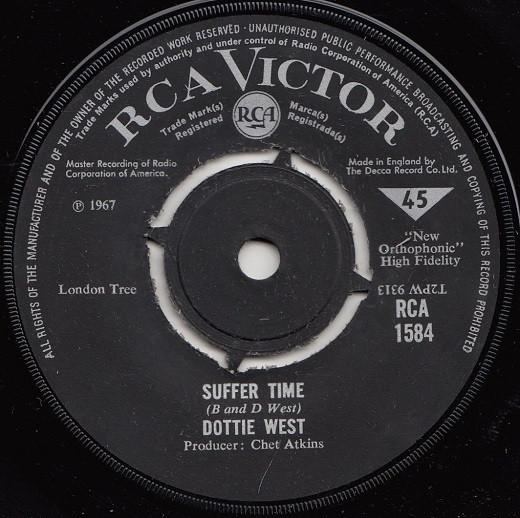 ALL RIGHTS OF THE MANUFACTURER AND OF THE OWNER OF THE RECORDED WORK RESERVED · UNAUTHORISED PUBLIC PERFORMANCE BROADCASTING AND COPYING OF THIS RECORD PROHIBITED
Trade Marks used by authority and under control of Radio Corporation of America (R.C.A)
RCA VICTOR
Trade Mark(s)
Registered
RCA
Marca(s)
Registrada(s)
Master Recording of Radio
Corporation of America.
Made in England by
The Decca Record Co. Ltd.
℗ 1967
45
"New
Orthophonic"
High Fidelity
London Tree
T2PW 9313
RCA
1584
SUFFER TIME
(B and D West)
DOTTIE WEST
Producer: Chet Atkins